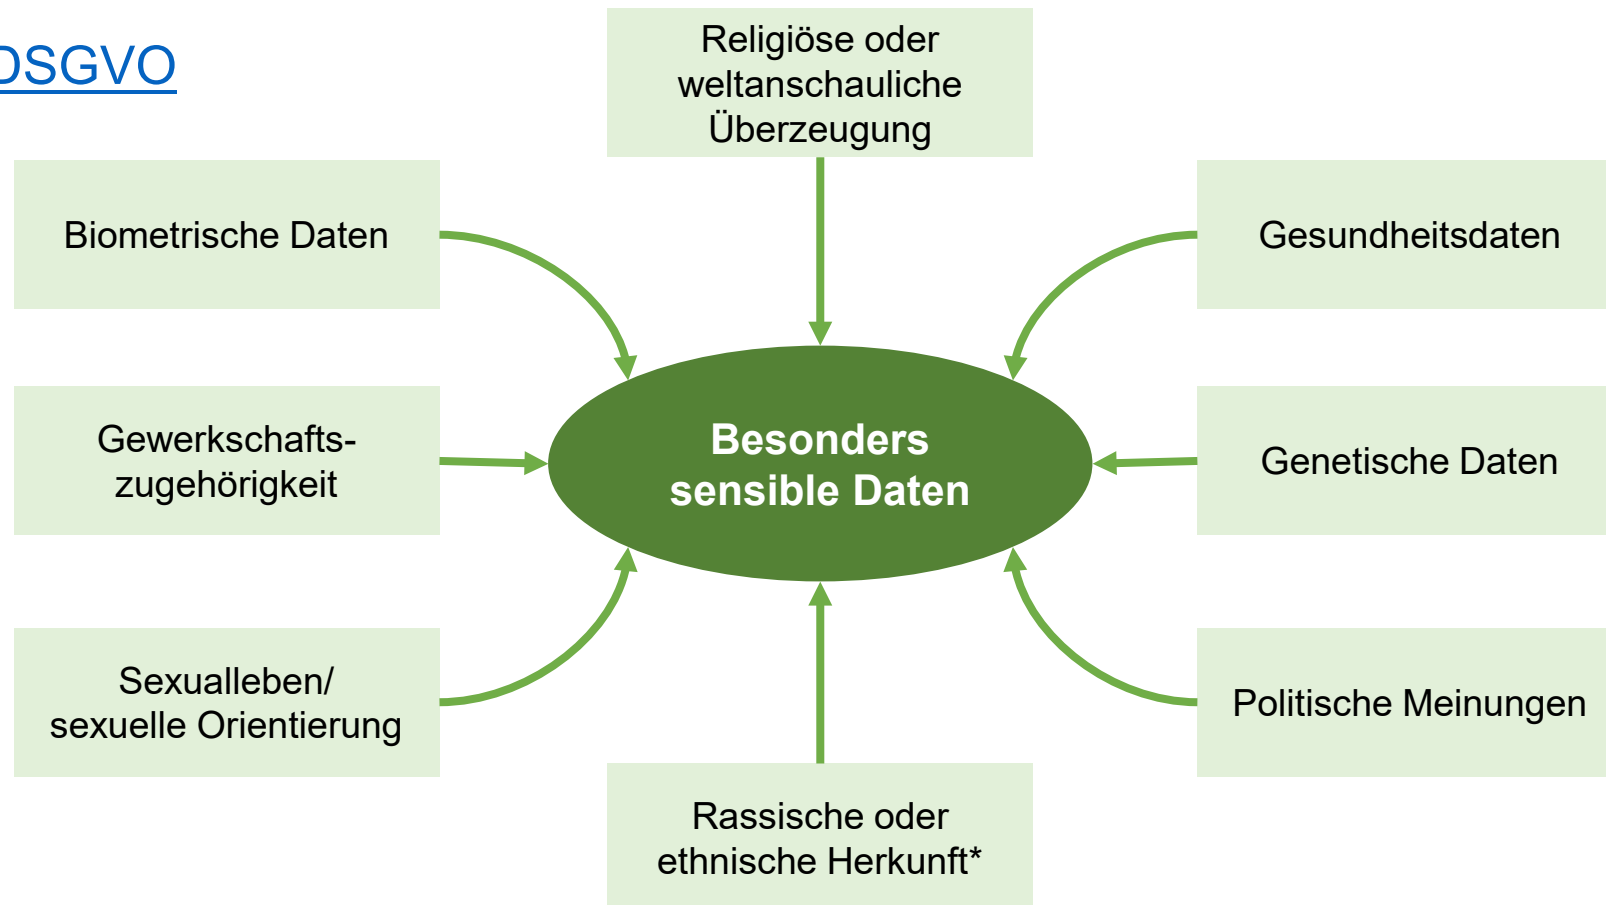 DSGVO
Religiöse oder
weltanschauliche
Überzeugung
Biometrische Daten
Gesundheitsdaten
Gewerkschafts-
zugehörigkeit
Besonders
sensible Daten
Genetische Daten
Sexualleben/
sexuelle Orientierung
Politische Meinungen
Rassische oder
ethnische Herkunft*